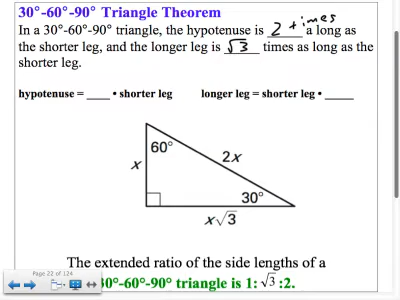 30°-60°-90° Triangle Theorem
In a 30°-60°-90° triangle, the hypotenuse is 2 times a long as
the shorter leg, and the longer leg is √3 times as long as the
shorter leg.
hypotenuse = ____ • shorter leg longer leg = shorter leg • _____
60°
x
2x
30°
x√3
The extended ratio of the side lengths of a
30°-60°-90° triangle is 1: √3 :2.
Page 22 of 124